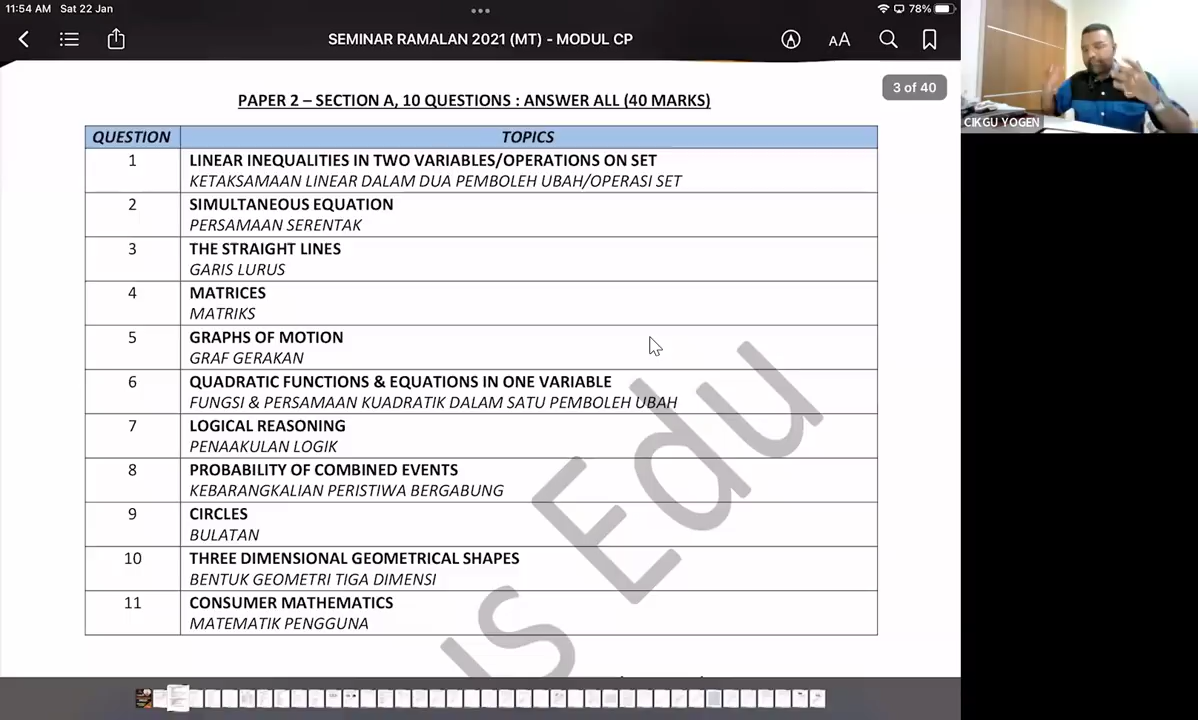 11:54 AM Sat 22 Jan
78%
SEMINAR RAMALAN 2021 (MT) - MODUL CP
AA
3 of 40
CIKGU YOGEN
PAPER 2 – SECTION A, 10 QUESTIONS : ANSWER ALL (40 MARKS)
QUESTION TOPICS
1 LINEAR INEQUALITIES IN TWO VARIABLES/OPERATIONS ON SET
KETAKSAMAAN LINEAR DALAM DUA PEMBOLEH UBAH/OPERASI SET
2 SIMULTANEOUS EQUATION
PERSAMAAN SERENTAK
3 THE STRAIGHT LINES
GARIS LURUS
4 MATRICES
MATRIKS
5 GRAPHS OF MOTION
GRAF GERAKAN
6 QUADRATIC FUNCTIONS & EQUATIONS IN ONE VARIABLE
FUNGSI & PERSAMAAN KUADRATIK DALAM SATU PEMBOLEH UBAH
7 LOGICAL REASONING
PENAAKULAN LOGIK
8 PROBABILITY OF COMBINED EVENTS
KEBARANGKALIAN PERISTIWA BERGABUNG
9 CIRCLES
BULATAN
10 THREE DIMENSIONAL GEOMETRICAL SHAPES
BENTUK GEOMETRI TIGA DIMENSI
11 CONSUMER MATHEMATICS
MATEMATIK PENGGUNA
us Edu